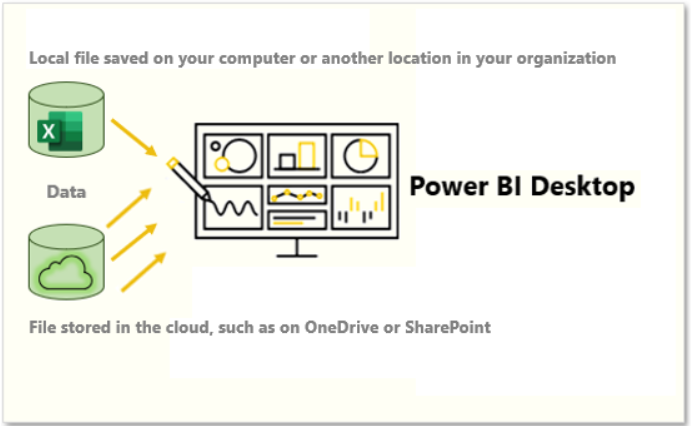 Local file saved on your computer or another location in your organization
X
Data
Power BI Desktop
File stored in the cloud, such as on OneDrive or SharePoint